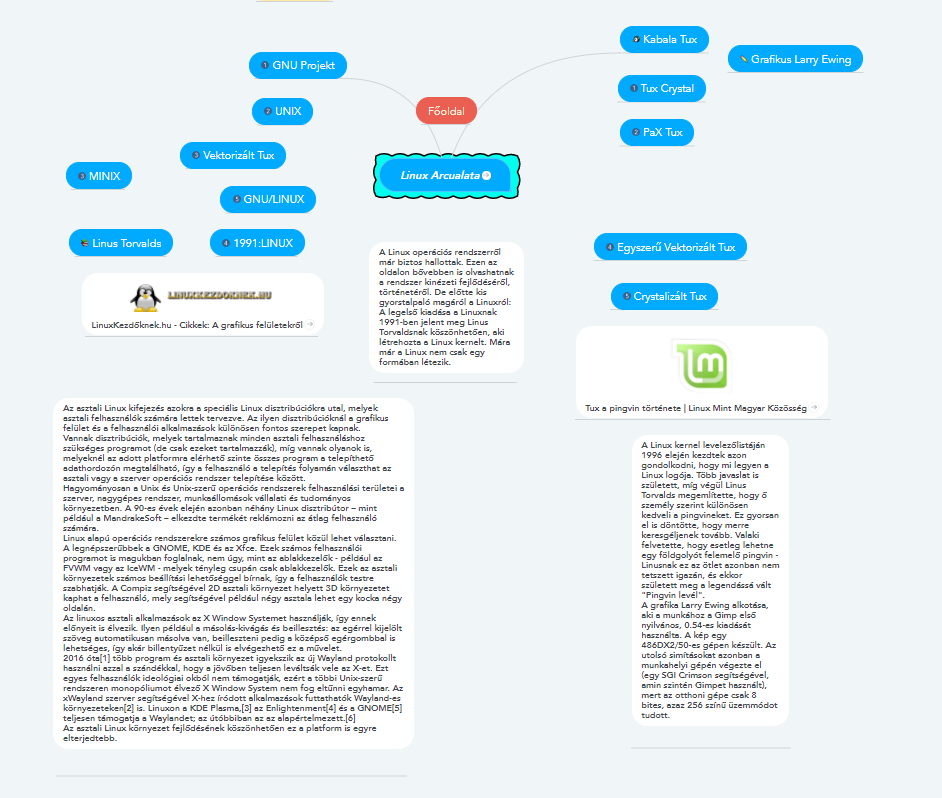 Kabala Tux
Grafikus Larry Ewing
1 GNU Projekt
1 Tux Crystal
Főoldal
2 UNIX
2 PaX Tux
3 Vektorizált Tux
3 MINIX
Linux Arcualata
5 GNU/LINUX
Linus Torvalds
4 1991:LINUX
4 Egyszerű Vektorizált Tux
5 Crystalizált Tux
LINUXKEZDOKNEK.HU
LinuxKezdőknek.hu - Cikkek: A grafikus felületekről
A Linux operációs rendszerről
már biztos hallottak. Ezen az
oldalon bővebben is olvashatnak
a rendszer kinézeti fejlődéséről,
történetéről. De előtte kis
gyorstalpaló magáról a Linuxról:
A legelső kiadása a Linuxnak
1991-ben jelent meg Linus
Torvaldsnak köszönhetően, aki
létrehozta a Linux kernelt. Mára
már a Linux nem csak egy
formában létezik.
Tux a pingvin története | Linux Mint Magyar Közösség
Az asztali Linux kifejezés azokra a speciális Linux disztribúciókra utal, melyek
asztali felhasználók számára lettek tervezve. Az ilyen disztribúcióknál a grafikus
felület és a felhasználói alkalmazások különösen fontos szerepet kapnak.
Vannak disztribúciók, melyek tartalmaznak minden asztali felhasználáshoz
szükséges programot (de csak ezeket tartalmazzák), míg vannak olyanok is,
melyeknél az adott platformra elérhető szinte összes program a telepíthető
adathordozón megtalálható, így a felhasználó a telepítés folyamán választhat az
asztali vagy a szerver operációs rendszer telepítése között.
Hagyományosan a Unix és Unix-szerű operációs rendszerek felhasználási területei a
szerver, nagygépes rendszer, munkaállomások vállalati és tudományos
környezetben. A 90-es évek elején azonban néhány Linux disztribútor – mint
például a MandrakeSoft – elkezdte termékét reklámozni az átlag felhasználó
számára.
Linux alapú operációs rendszerekre számos grafikus felület közül lehet választani.
A legnépszerűbbek a GNOME, KDE és az Xfce. Ezek számos felhasználói
programot is magukban foglalnak, nem úgy, mint az ablakkezelők - például az
FVWM vagy az IceWM - melyek tényleg csupán csak ablakkezelők. Ezek az asztali
környezetek számos beállítási lehetőséggel bírnak, így a felhasználók testre
szabhatják. A Compiz segítségével 2D asztali környezet helyett 3D környezetet
kaphat a felhasználó, mely segítségével például négy asztala lehet egy kocka négy
oldalán.
Az linuxos asztali alkalmazások az X Window Systemet használják, így ennek
előnyeit is élvezik. Ilyen például a másolás-kivágás és beillesztés: az egérrel kijelölt
szöveg automatikusan másolva van, beilleszteni pedig a középső egérgombbal is
lehetséges, így akár billentyűzet nélkül is elvégezhető ez a művelet.
2016 óta[1] több program és asztali környezet igyekszik az új Wayland protokollt
használni azzal a szándékkal, hogy a jövőben teljesen leváltsák vele az X-et. Ezt
egyes felhasználók ideológiai okból nem támogatják, ezért a többi Unix-szerű
rendszeren monopóliumot élvező X Window System nem fog eltűnni egyhamar. Az
xWayland szerver segítségével X-hez íródott alkalmazások futtathatók Wayland-es
környezeteken[2] is. Linuxon a KDE Plasma,[3] az Enlightenment[4] és a GNOME[5]
teljesen támogatja a Waylandet; az útóbbiban az az alapértelmezett.[6]
Az asztali Linux környezet fejlődésének köszönhetően ez a platform is egyre
elterjedtebb.
A Linux kernel levelezőlistáján
1996 elején kezdtek azon
gondolkodni, hogy mi legyen a
Linux logója. Több javaslat is
született, míg végül Linus
Torvalds megemlítette, hogy ő
személy szerint különösen
kedveli a pingvineket. Ez gyorsan
el is döntötte, hogy merre
keresgéljenek tovább. Valaki
felvetette, hogy esetleg lehetne
egy földgolyót felemelő pingvin -
Linusnak ez az ötlet azonban nem
tetszett igazán, és ekkor
született meg a legendássá vált
"Pingvin levél".
A grafika Larry Ewing alkotása,
aki a munkához a Gimp első
nyilvános, 0.54-es kiadását
használta. A kép egy
486DX2/50-es gépen készült. Az
utolsó simításokat azonban a
munkahelyi gépén végezte el
(egy SGI Crimson segítségével,
amin szintén Gimpet használt),
mert az otthoni gépe csak 8
bites, azaz 256 színű üzemmódot
tudott.